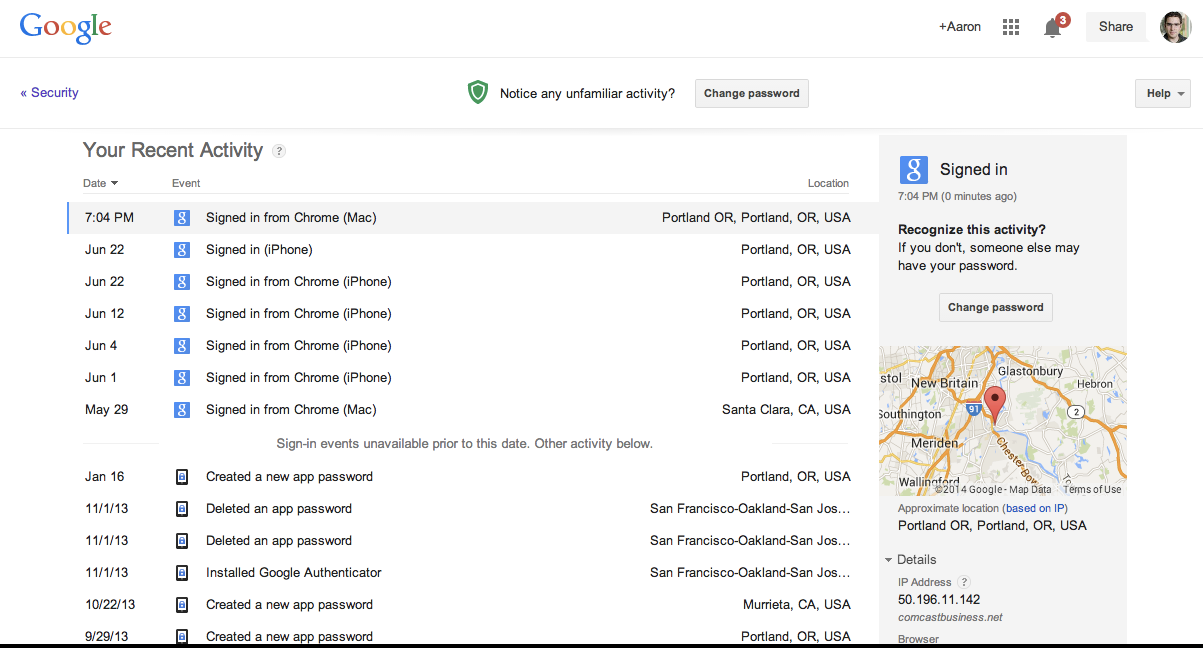 Google
+Aaron
3
Share
« Security
Notice any unfamiliar activity?
Change password
Help
Your Recent Activity ?
Date Event Location
7:04 PM Signed in from Chrome (Mac) Portland OR, Portland, OR, USA
Jun 22 Signed in (iPhone) Portland, OR, USA
Jun 22 Signed in from Chrome (iPhone) Portland, OR, USA
Jun 12 Signed in from Chrome (iPhone) Portland, OR, USA
Jun 4 Signed in from Chrome (iPhone) Portland, OR, USA
Jun 1 Signed in from Chrome (iPhone) Portland, OR, USA
May 29 Signed in from Chrome (Mac) Santa Clara, CA, USA
Sign-in events unavailable prior to this date. Other activity below.
Jan 16 Created a new app password Portland, OR, USA
11/1/13 Deleted an app password San Francisco-Oakland-San Jos...
11/1/13 Deleted an app password San Francisco-Oakland-San Jos...
11/1/13 Installed Google Authenticator San Francisco-Oakland-San Jos...
10/22/13 Created a new app password Murrieta, CA, USA
9/29/13 Created a new app password Portland, OR, USA
8 Signed in
7:04 PM (0 minutes ago)
Recognize this activity?
If you don't, someone else may
have your password.
Change password
Glastonbury
stol
New Britain
Hebron
91
2
Southington
Meriden
Chester Bow
Wallingford
To
©2014 Google - Map Data Terms of Use
Approximate location (based on IP)
Portland OR, Portland, OR, USA
Details
IP Address ?
50.196.11.142
comcastbusiness.net
Browser